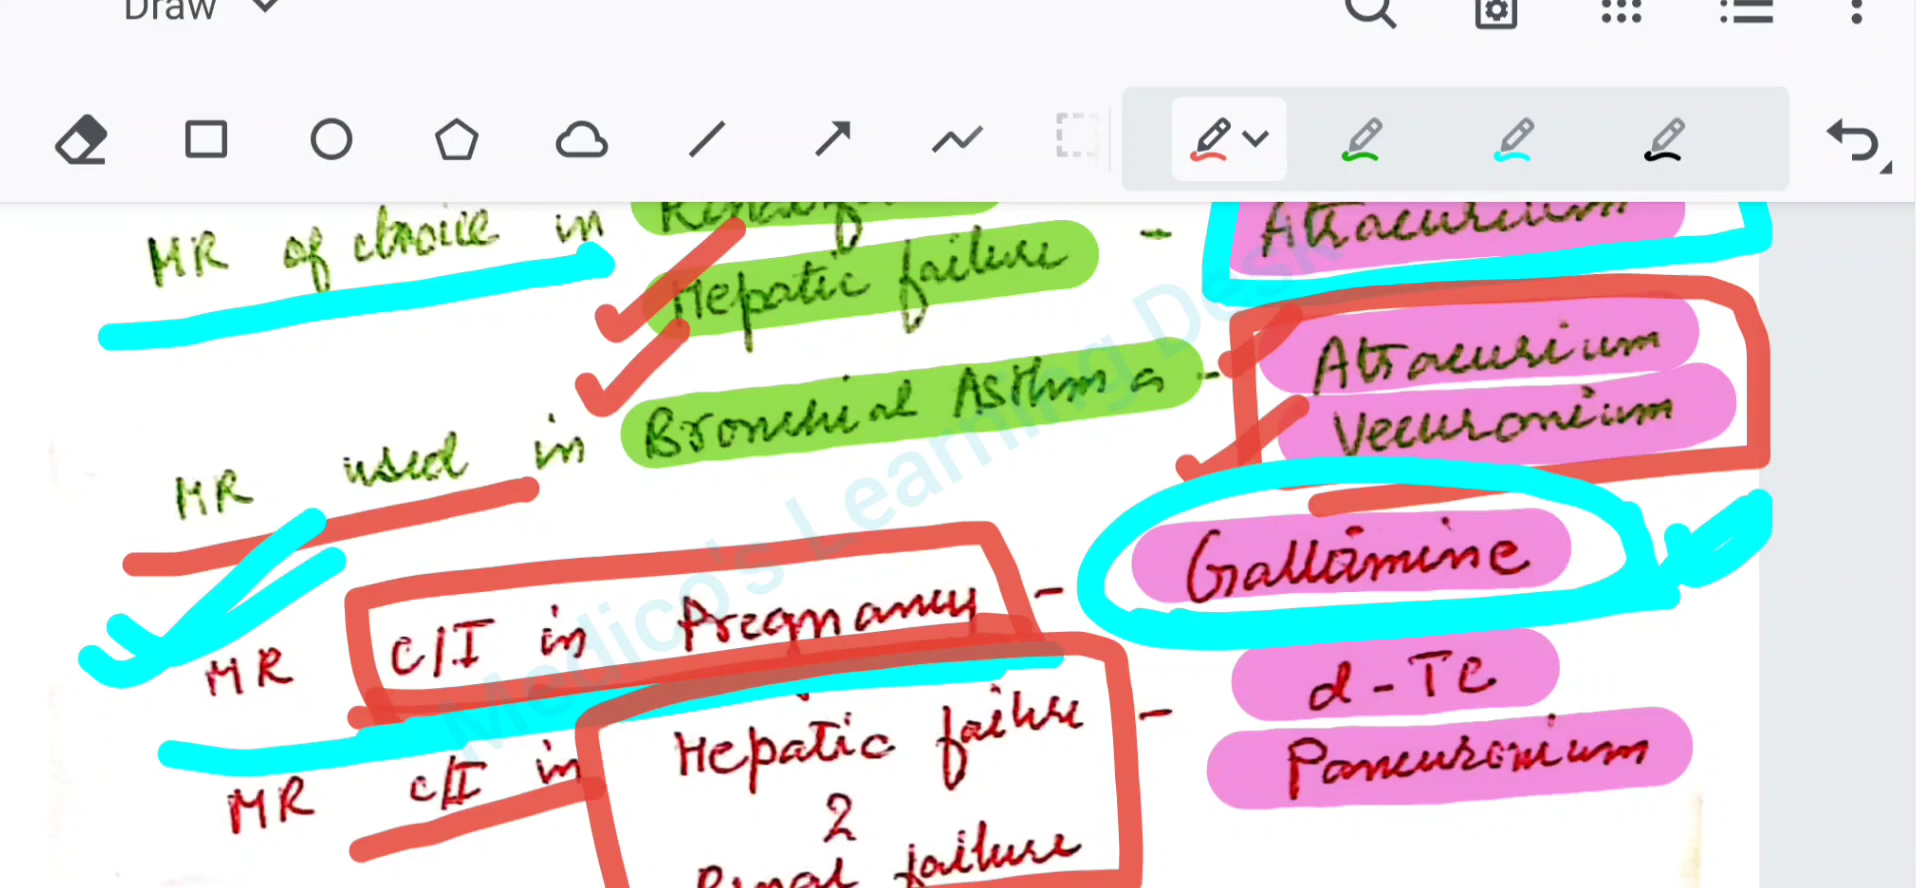 Draw
MR of choice in
Hepatic failure - Atracurium
MR used in Bronchial Asthma - Atracurium
Vecuronium
MR C/I in Pregnancy - Gallamine
MR C/I in Hepatic failure - d-TC
2 Pancuronium
Renal failure
Medico's Learning Desk